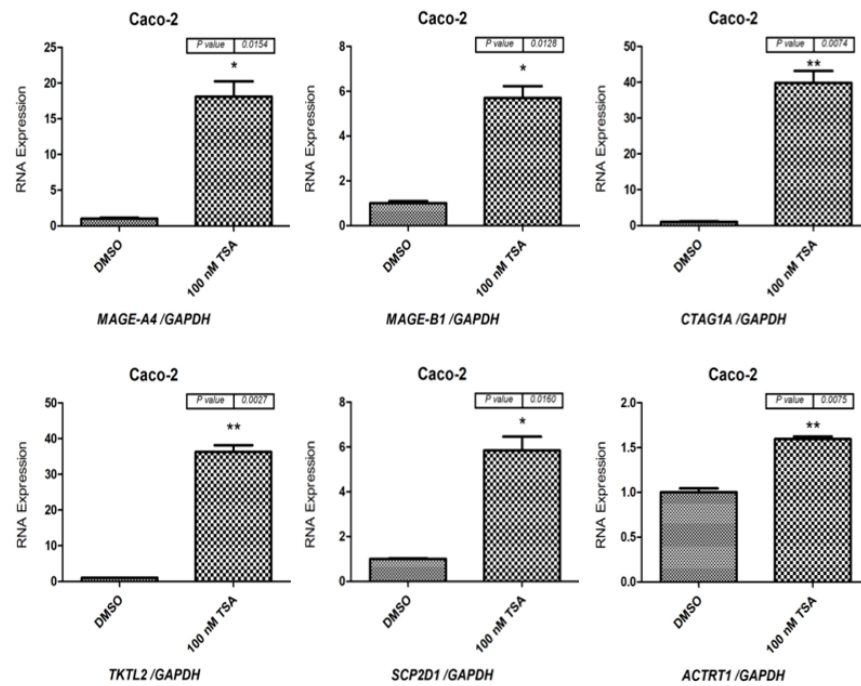 Caco-2
P value 0.0154
*
25
20
15
10
5
0
RNA Expression
DMSO
100 nM TSA
MAGE-A4 /GAPDH
Caco-2
P value 0.0128
*
8
6
4
2
0
RNA Expression
DMSO
100 nM TSA
MAGE-B1 /GAPDH
Caco-2
P value 0.0074
**
50
40
30
20
10
0
RNA Expression
DMSO
100 nM TSA
CTAG1A /GAPDH
Caco-2
P value 0.0027
**
50
40
30
20
10
0
RNA Expression
DMSO
100 nM TSA
TKTL2 /GAPDH
Caco-2
P value 0.0160
*
8
6
4
2
0
RNA Expression
DMSO
100 nM TSA
SCP2D1 /GAPDH
Caco-2
P value 0.0075
**
2.0
1.5
1.0
0.5
0.0
RNA Expression
DMSO
100 nM TSA
ACTRT1 /GAPDH